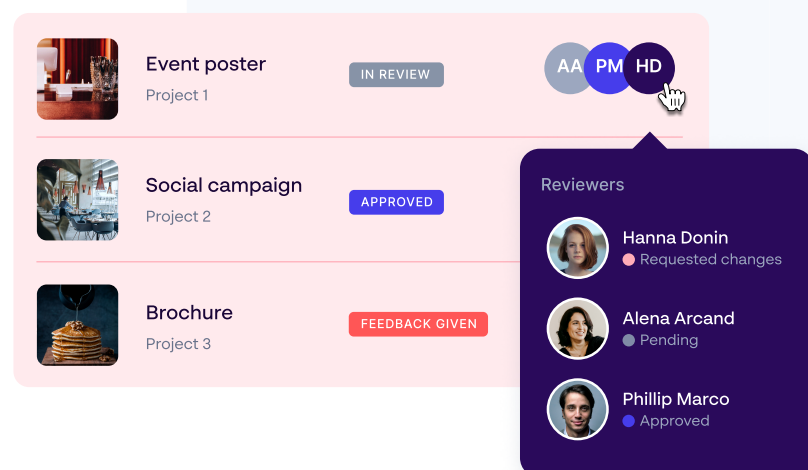 Event poster
Project 1
IN REVIEW
AA
PM
HD
Social campaign
Project 2
APPROVED
Brochure
Project 3
FEEDBACK GIVEN
Reviewers
Hanna Donin
Requested changes
Alena Arcand
Pending
Phillip Marco
Approved